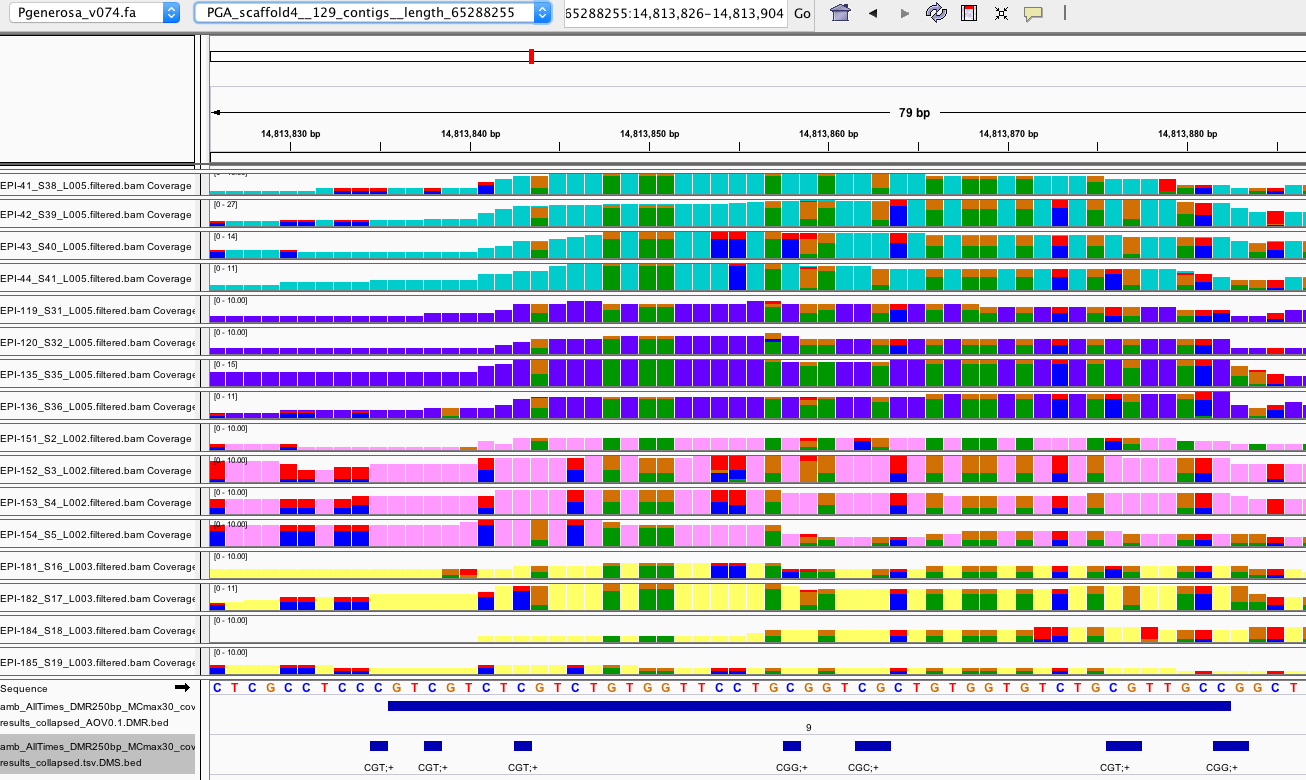 Pgenerosa_v074.fa
PGA_scaffold4__129_contigs__length_65288255
65288255:14,813,826-14,813,904
Go
79 bp
14,813,830 bp
14,813,840 bp
14,813,850 bp
14,813,860 bp
14,813,870 bp
14,813,880 bp
EPI-41_S38_L005.filtered.bam Coverage
EPI-42_S39_L005.filtered.bam Coverage
[0 - 27]
EPI-43_S40_L005.filtered.bam Coverage
[0 - 14]
EPI-44_S41_L005.filtered.bam Coverage
[0 - 11]
EPI-119_S31_L005.filtered.bam Coverage
[0 - 10.00]
EPI-120_S32_L005.filtered.bam Coverage
[0 - 10.00]
EPI-135_S35_L005.filtered.bam Coverage
[0 - 15]
EPI-136_S36_L005.filtered.bam Coverage
[0 - 11]
EPI-151_S2_L002.filtered.bam Coverage
[0 - 10.00]
EPI-152_S3_L002.filtered.bam Coverage
[0 - 10.00]
EPI-153_S4_L002.filtered.bam Coverage
[0 - 10.00]
EPI-154_S5_L002.filtered.bam Coverage
[0 - 10.00]
EPI-181_S16_L003.filtered.bam Coverage
[0 - 10.00]
EPI-182_S17_L003.filtered.bam Coverage
[0 - 11]
EPI-184_S18_L003.filtered.bam Coverage
[0 - 10.00]
EPI-185_S19_L003.filtered.bam Coverage
[0 - 10.00]
Sequence
C T C G C C T C C C G T C G T C T C G T C T G T G G T T C C T G C G G T C G C T G T G G T G T C T G C G T T G C C G G C T
amb_AllTimes_DMR250bp_MCmax30_cov
results_collapsed_AOV0.1.DMR.bed
9
amb_AllTimes_DMR250bp_MCmax30_cov
results_collapsed.tsv.DMS.bed
CGT;+ CGT;+ CGT;+ CGG;+ CGC;+ CGT;+ CGG;+